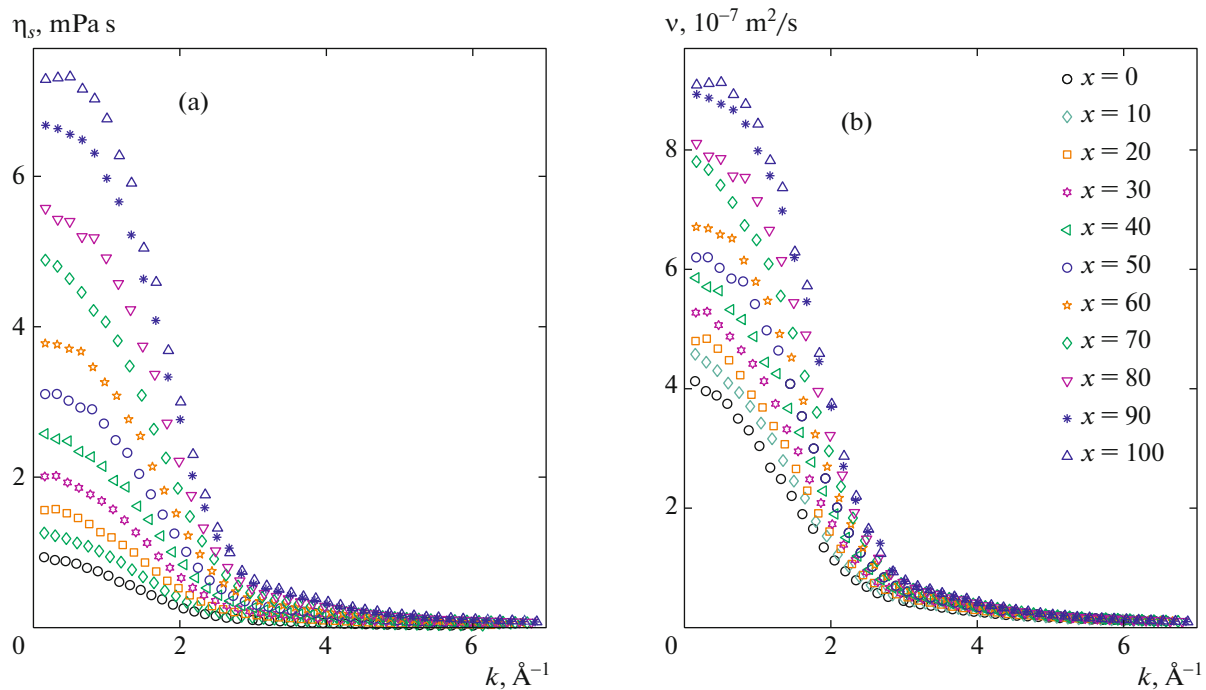 ηₛ, mPa s
(a)
6
4
2
0
2
4
6
k, Å⁻¹
ν, 10⁻⁷ m²/s
(b)
8
6
4
2
0
2
4
6
k, Å⁻¹
x = 0
x = 10
x = 20
x = 30
x = 40
x = 50
x = 60
x = 70
x = 80
x = 90
x = 100